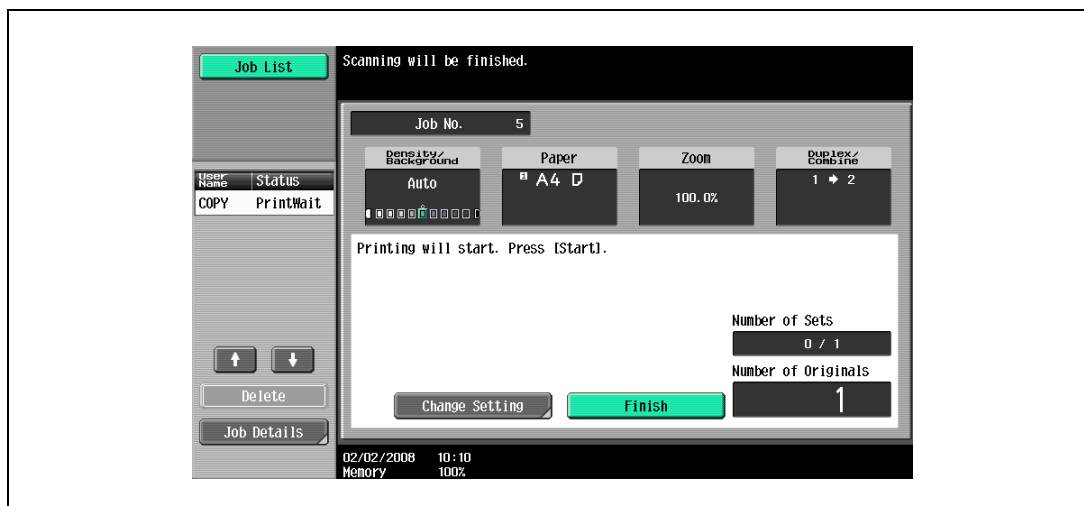 Job List
Scanning will be finished.
Job No. 5
Density/
Background
Paper
Zoom
Duplex/
Combine
Auto
A4
100.0%
1 → 2
User
Name
Status
COPY PrintWait
Printing will start. Press [Start].
Number of Sets
0 / 1
Number of Originals
1
Delete
Change Setting
Finish
Job Details
02/02/2008 10:10
Memory 100%